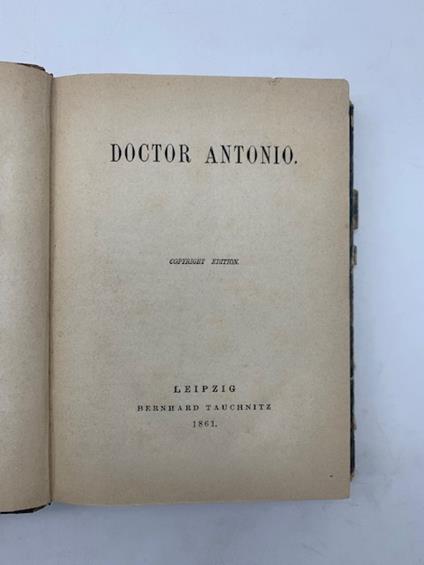 DOCTOR ANTONIO.
COPYRIGHT EDITION.
LEIPZIG
BERNHARD TAUCHNITZ
1861.